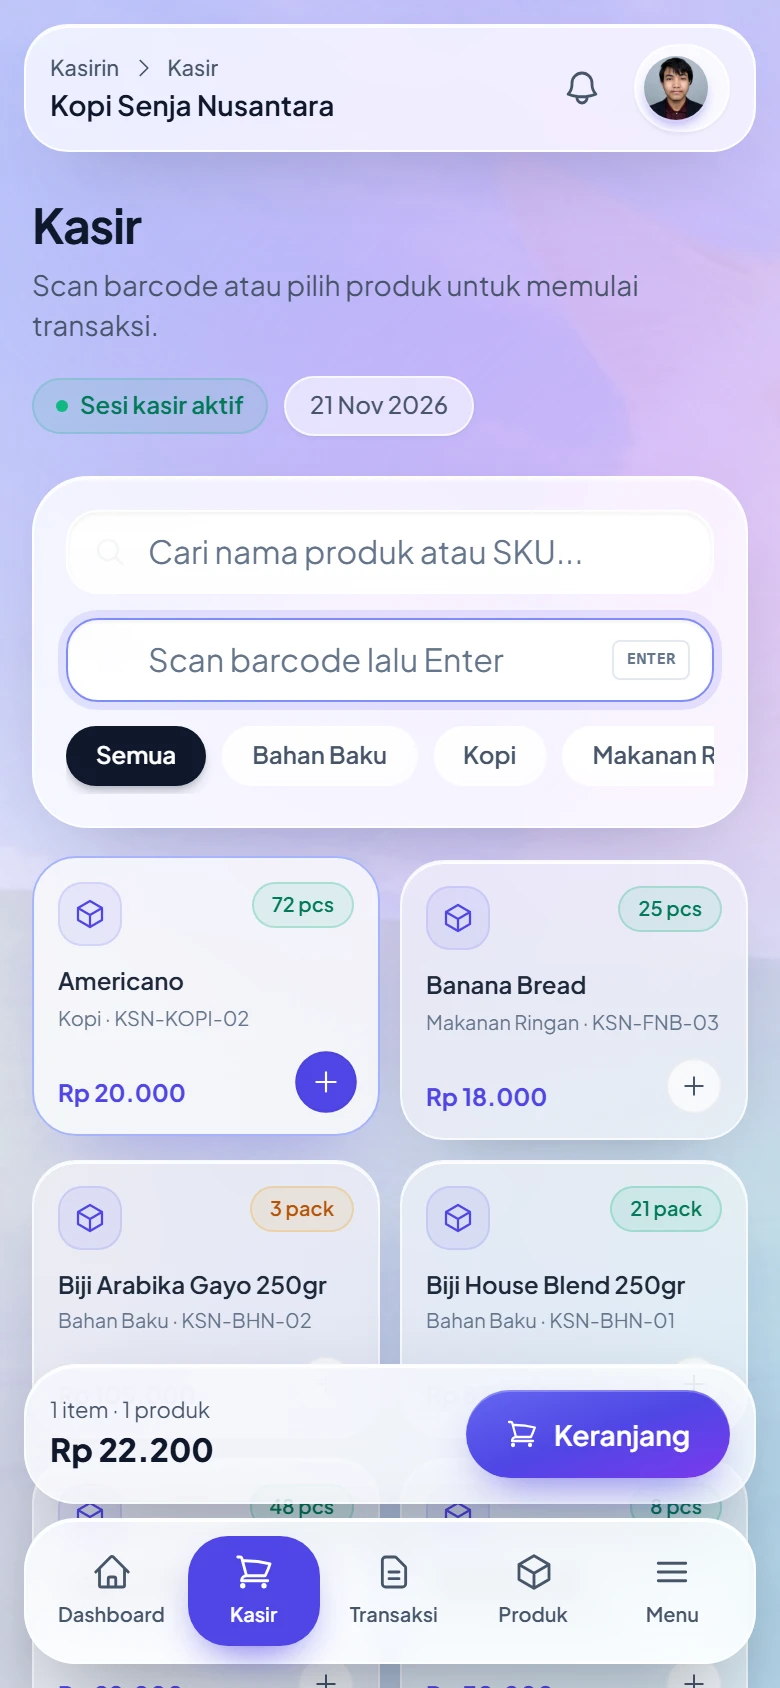 Kasirin > Kasir
Kopi Senja Nusantara
Kasir
Scan barcode atau pilih produk untuk memulai
transaksi.
Sesi kasir aktif
21 Nov 2026
Cari nama produk atau SKU...
Scan barcode lalu Enter
ENTER
Semua
Bahan Baku
Kopi
Makanan R
72 pcs
Americano
Kopi · KSN-KOPI-02
Rp 20.000
25 pcs
Banana Bread
Makanan Ringan · KSN-FNB-03
Rp 18.000
3 pack
Biji Arabika Gayo 250gr
Bahan Baku · KSN-BHN-02
21 pack
Biji House Blend 250gr
Bahan Baku · KSN-BHN-01
1 item · 1 produk
Rp 22.200
Keranjang
48 pcs
8 pcs
Dashboard
Kasir
Transaksi
Produk
Menu